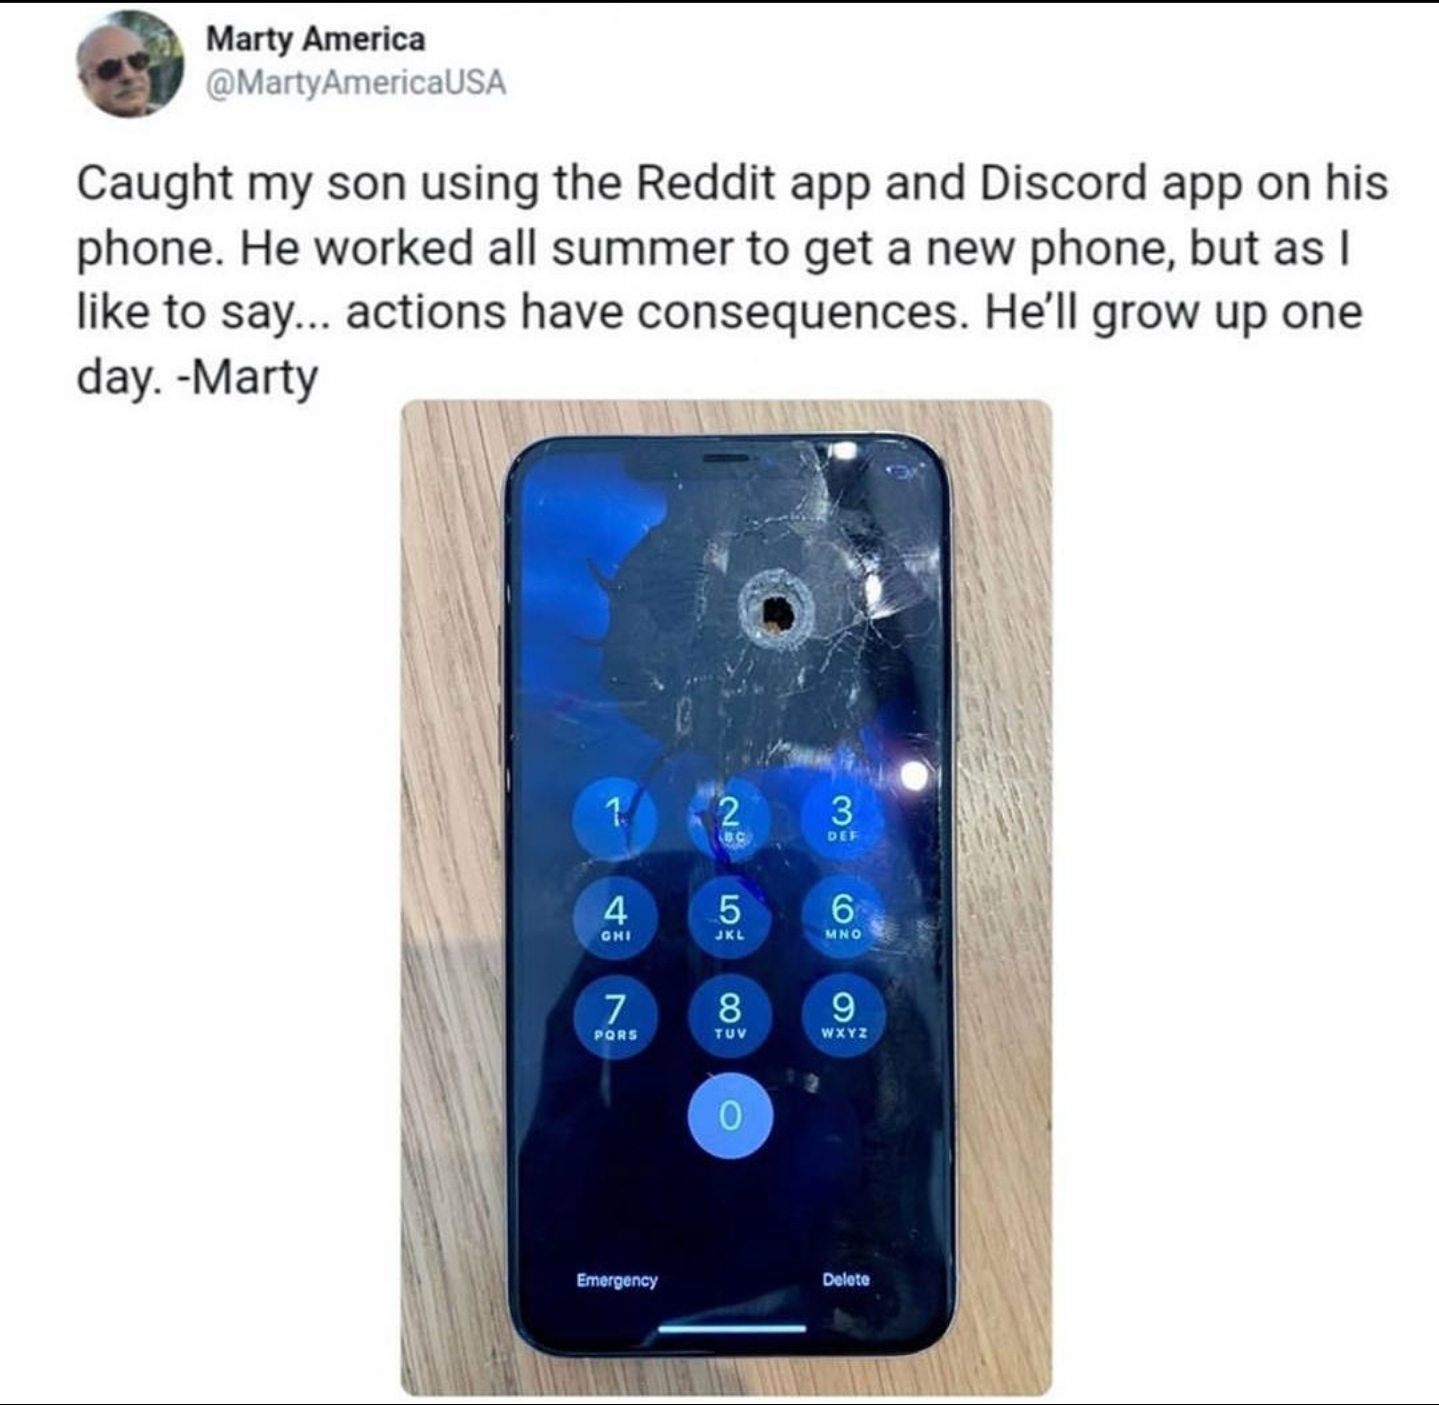 Marty America
@MartyAmericaUSA
Caught my son using the Reddit app and Discord app on his
phone. He worked all summer to get a new phone, but as I
like to say... actions have consequences. He'll grow up one
day. -Marty
1 2 3
BC DEF
4 5 6
GHI JKL MNO
7 8 9
PQRS TUV WXYZ
0
Emergency Delete